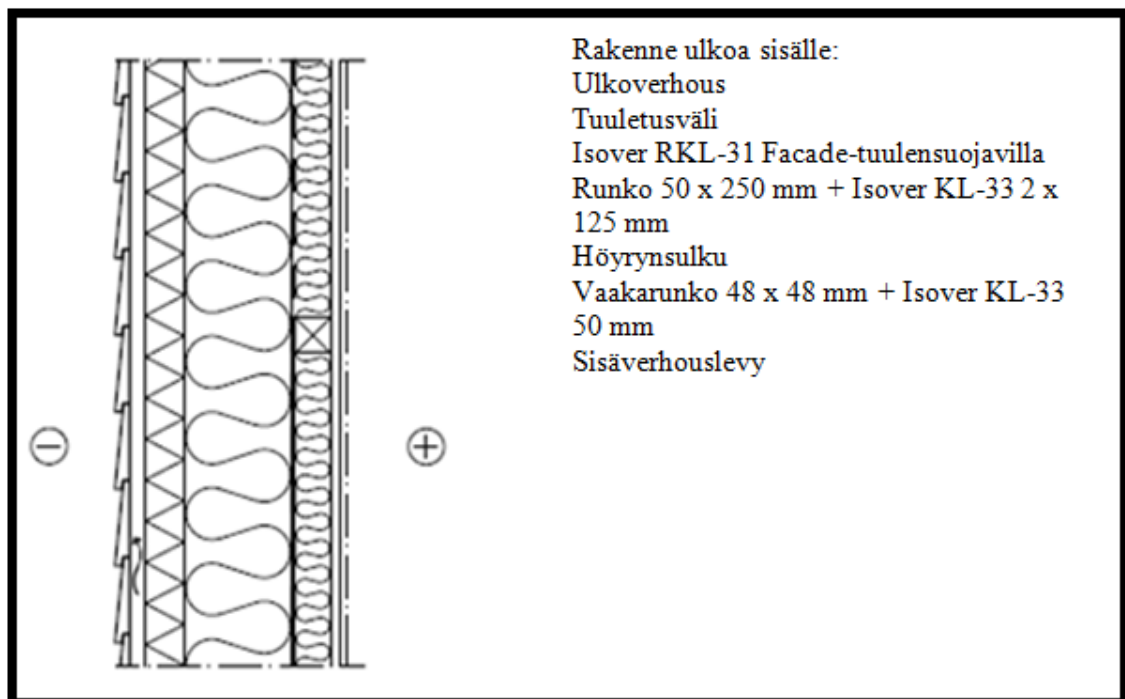 Rakenne ulkoa sisälle:
Ulkoverhous
Tuuletusväli
Isover RKL-31 Facade-tuulensuojavilla
Runko 50 x 250 mm + Isover KL-33 2 x
125 mm
Höyrynsulku
Vaakarunko 48 x 48 mm + Isover KL-33
50 mm
Sisäverhouslevy